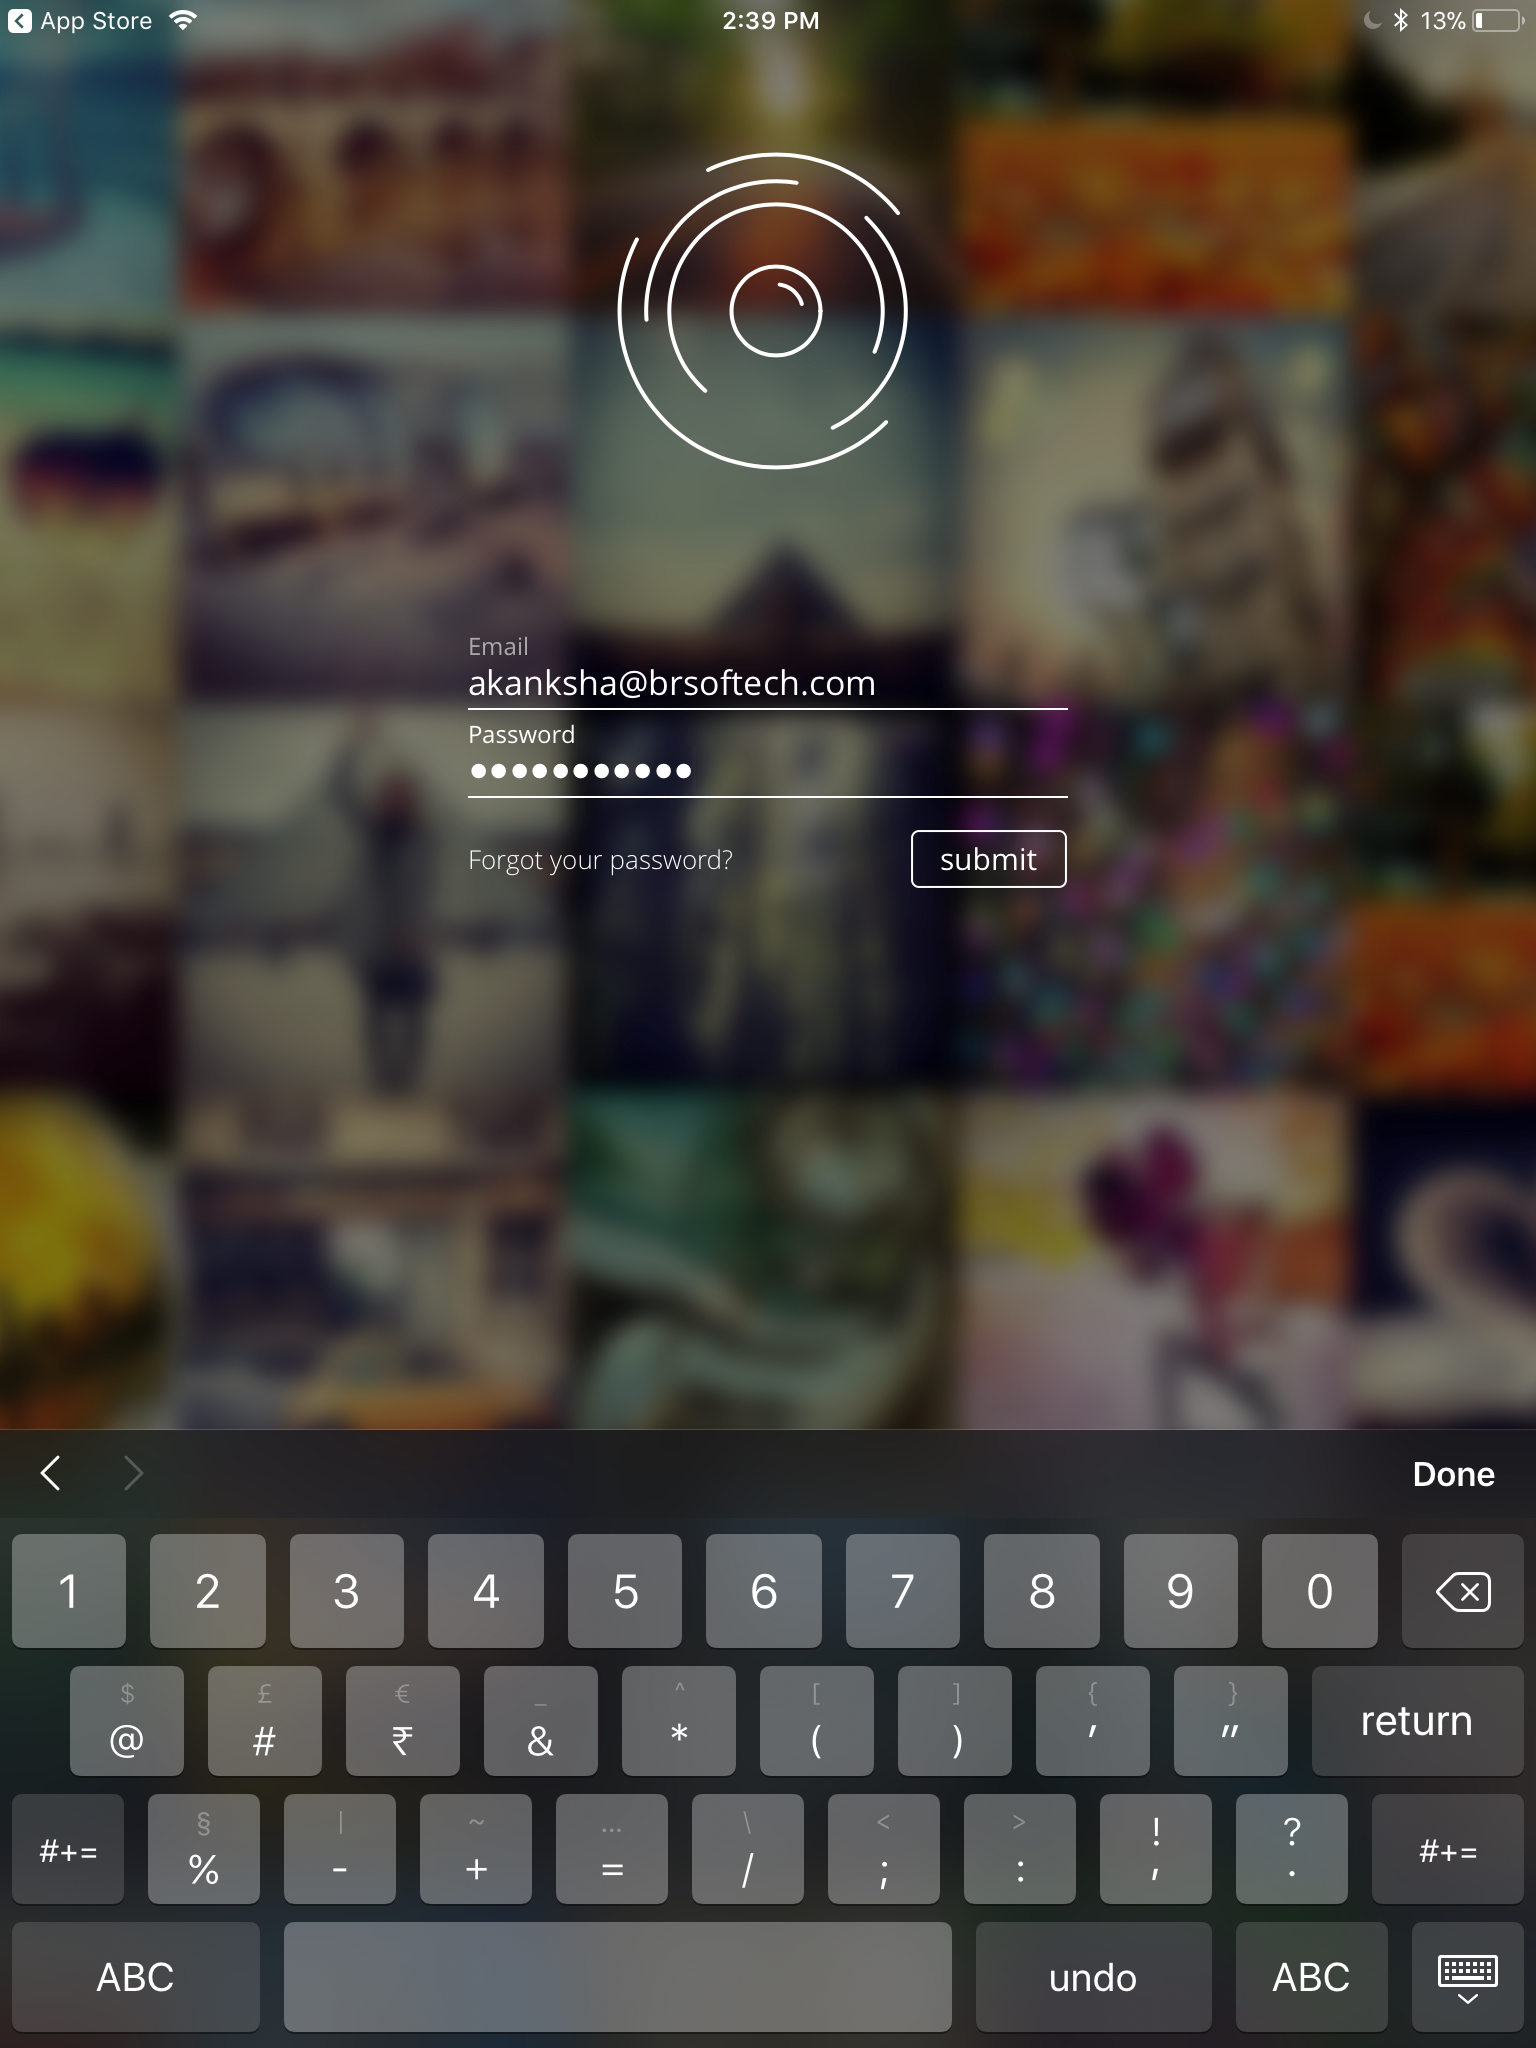 App Store
2:39 PM
13%
Email
akanksha@brsoftech.com
Password
●●●●●●●●●●●
Forgot your password?
submit
Done
1 2 3 4 5 6 7 8 9 0
$ £ € _ ^ [ ] { }
@ # ₹ & * ( ) ' "
return
§ | ~ … \ < > ! ?
#+= % - + = / ; : , . #+=
ABC undo ABC